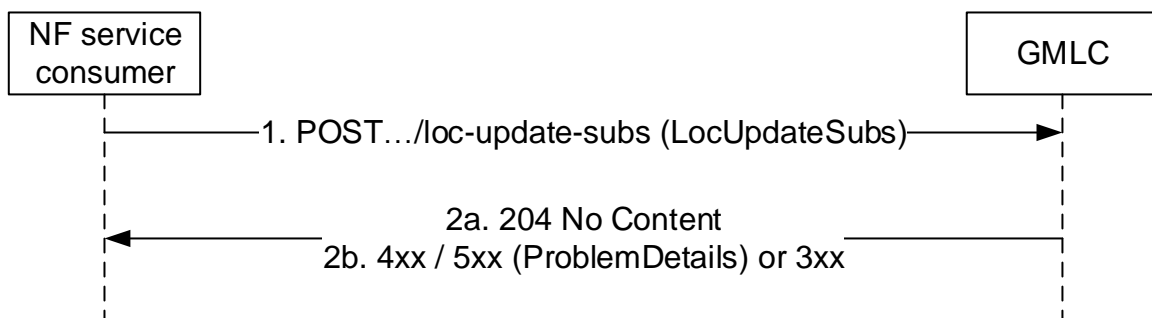 NF service
consumer
GMLC
1. POST…/loc-update-subs (LocUpdateSubs)
2a. 204 No Content
2b. 4xx / 5xx (ProblemDetails) or 3xx